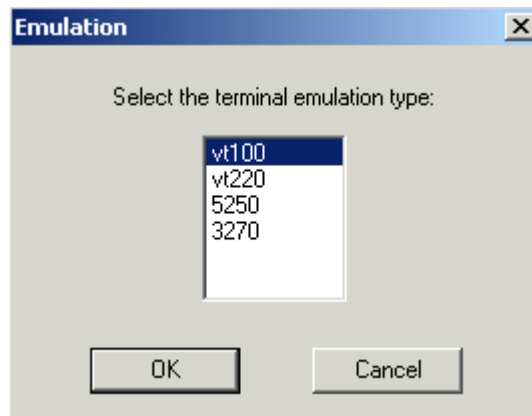 Emulation
Select the terminal emulation type:
vt100
vt220
5250
3270
OK
Cancel